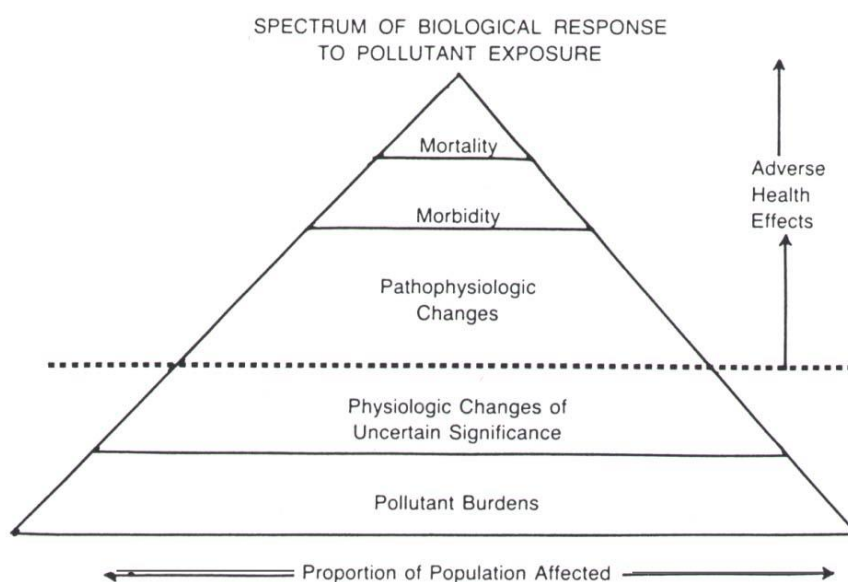 SPECTRUM OF BIOLOGICAL RESPONSE
TO POLLUTANT EXPOSURE
Mortality
Adverse
Health
Effects
Morbidity
Pathophysiologic
Changes
Physiologic Changes of
Uncertain Significance
Pollutant Burdens
Proportion of Population Affected